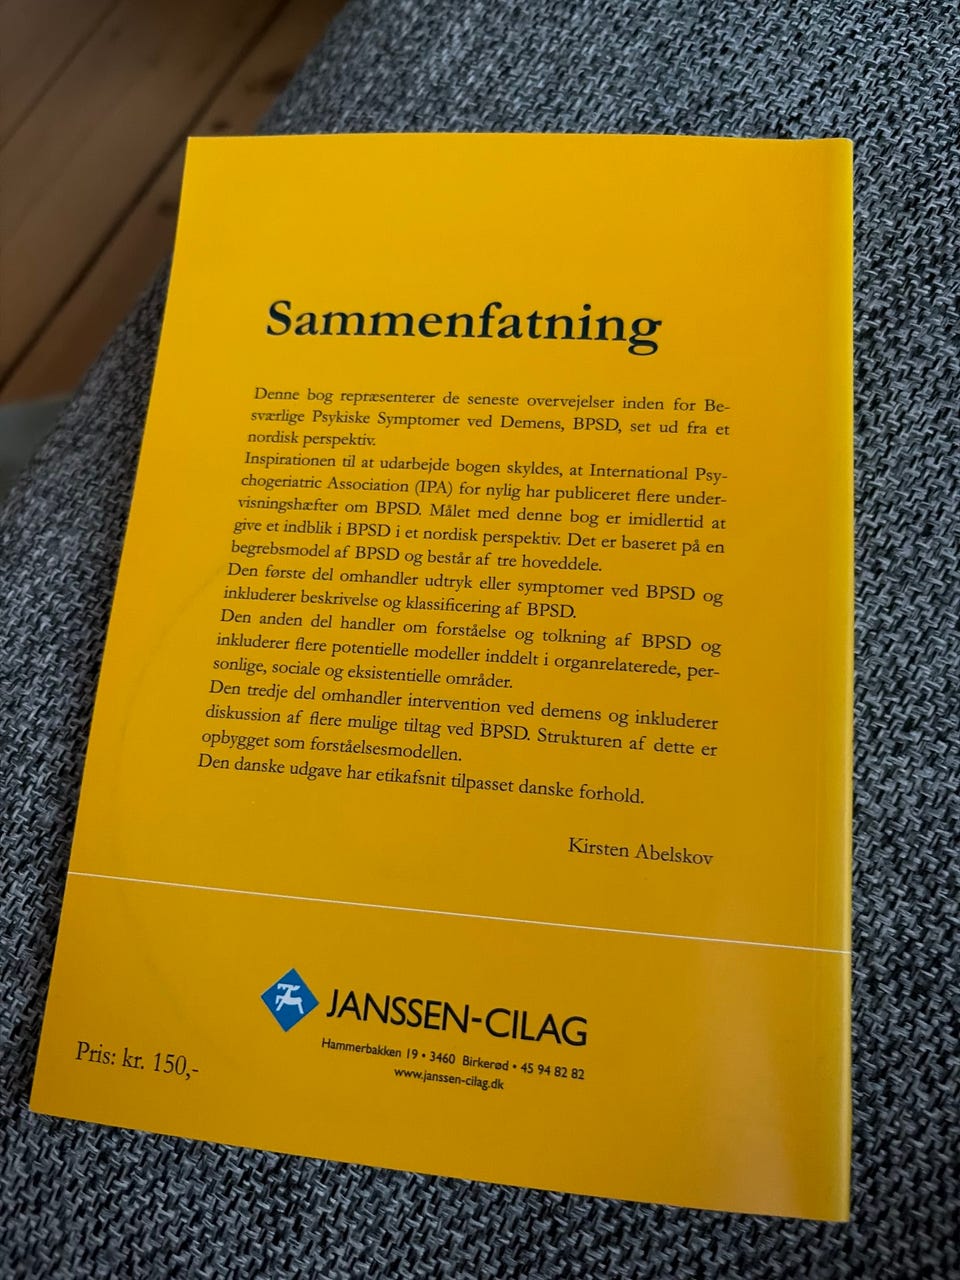 Sammenfatning
Denne bog repræsenterer de seneste overvejelser inden for Be-
sværlige Psykiske Symptomer ved Demens, BPSD, set ud fra et
nordisk perspektiv.
Inspirationen til at udarbejde bogen skyldes, at International Psy-
chogeriatric Association (IPA) for nylig har publiceret flere under-
visningshæfter om BPSD. Målet med denne bog er imidlertid at
give et indblik i BPSD i et nordisk perspektiv. Det er baseret på en
begrebsmodel af BPSD og består af tre hoveddele.
Den første del omhandler udtryk eller symptomer ved BPSD og
inkluderer beskrivelse og klassificering af BPSD.
Den anden del handler om forståelse og tolkning af BPSD og
inkluderer flere potentielle modeller inddelt i organrelaterede, per-
sonlige, sociale og eksistentielle områder.
Den tredje del omhandler intervention ved demens og inkluderer
diskussion af flere mulige tiltag ved BPSD. Strukturen af dette er
opbygget som forståelsesmodellen.
Den danske udgave har etikafsnit tilpasset danske forhold.
Kirsten Abelskov
JANSSEN-CILAG
Hammerbakken 19 • 3460 Birkerød • 45 94 82 82
www.janssen-cilag.dk
Pris: kr. 150,-